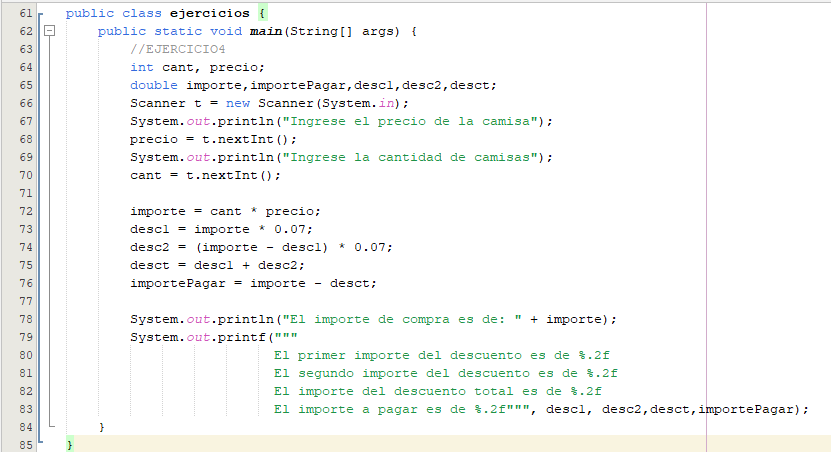 61 public class ejercicios {
62 public static void main(String[] args) {
63 //EJERCICIO4
64 int cant, precio;
65 double importe,importePagar,desc1,desc2,desct;
66 Scanner t = new Scanner(System.in);
67 System.out.println("Ingrese el precio de la camisa");
68 precio = t.nextInt();
69 System.out.println("Ingrese la cantidad de camisas");
70 cant = t.nextInt();
71
72 importe = cant * precio;
73 desc1 = importe * 0.07;
74 desc2 = (importe - desc1) * 0.07;
75 desct = desc1 + desc2;
76 importePagar = importe - desct;
77
78 System.out.println("El importe de compra es de: " + importe);
79 System.out.printf("""
80 El primer importe del descuento es de %.2f
81 El segundo importe del descuento es de %.2f
82 El importe del descuento total es de %.2f
83 El importe a pagar es de %.2f""", desc1, desc2,desct,importePagar);
84 }
85 }